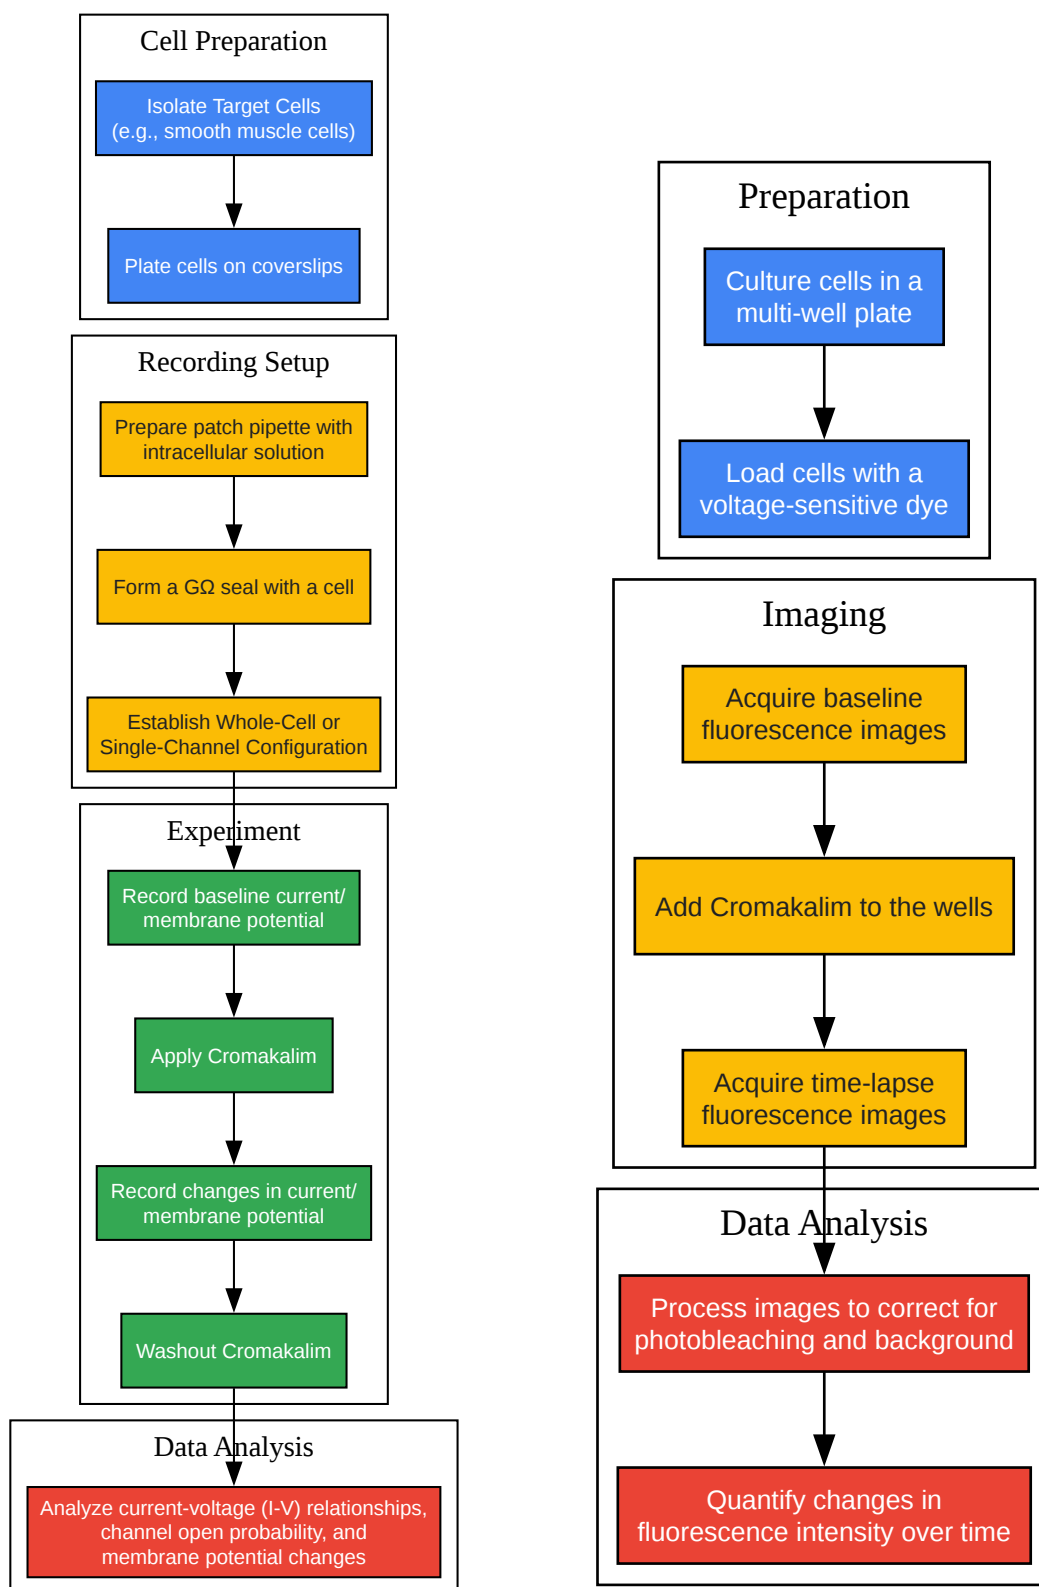 Cell Preparation
Isolate Target Cells
(e.g., smooth muscle cells)
Plate cells on coverslips
Recording Setup
Prepare patch pipette with
intracellular solution
Form a GΩ seal with a cell
Establish Whole-Cell or
Single-Channel Configuration
Experiment
Record baseline current/
membrane potential
Apply Cromakalim
Record changes in current/
membrane potential
Washout Cromakalim
Data Analysis
Analyze current-voltage (I-V) relationships,
channel open probability, and
membrane potential changes
Preparation
Culture cells in a
multi-well plate
Load cells with a
voltage-sensitive dye
Imaging
Acquire baseline
fluorescence images
Add Cromakalim to the wells
Acquire time-lapse
fluorescence images
Data Analysis
Process images to correct for
photobleaching and background
Quantify changes in
fluorescence intensity over time